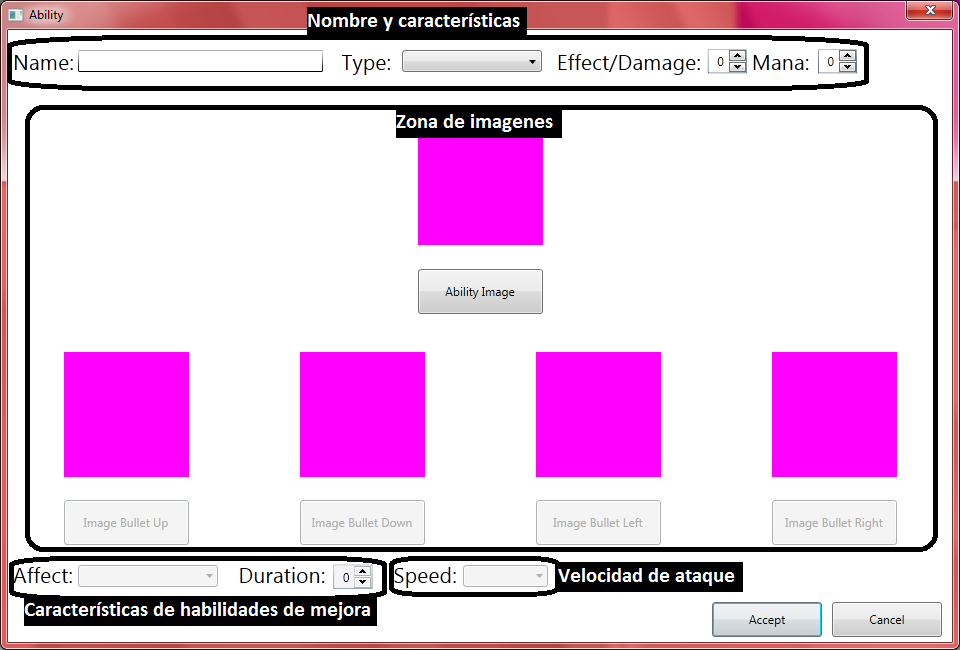 Ability
Nombre y características
Name: Type: Effect/Damage: 0 Mana: 0
Zona de imagenes
Ability Image
Image Bullet Up Image Bullet Down Image Bullet Left Image Bullet Right
Affect: Duration: 0 Speed: Velocidad de ataque
Características de habilidades de mejora
Accept Cancel